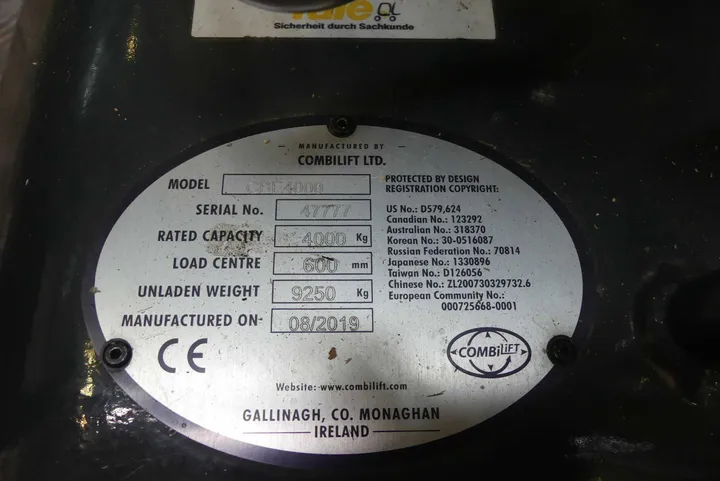 Yale
Sicherheit durch Sachkunde
MANUFACTURED BY
COMBILIFT LTD.
MODEL CBE4000
SERIAL No. 47777
RATED CAPACITY 4000 Kg
LOAD CENTRE 600 mm
UNLADEN WEIGHT 9250 Kg
MANUFACTURED ON- 08/2019
PROTECTED BY DESIGN
REGISTRATION COPYRIGHT:
US No.: D579,624
Canadian No.: 123292
Australian No.: 318370
Korean No.: 30-0516087
Russian Federation No.: 70814
Japanese No.: 1330896
Taiwan No.: D126056
Chinese No.: ZL200730329732.6
European Community No.:
000725668-0001
CE
COMBiLiFT
Website: www.combilift.com
GALLINAGH, CO. MONAGHAN
IRELAND